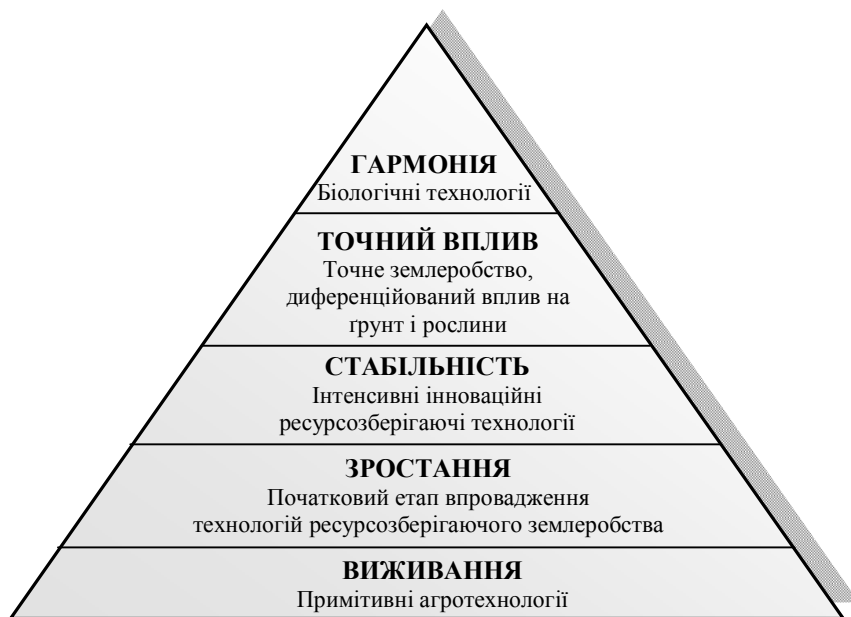 ГАРМОНІЯ
Біологічні технології
ТОЧНИЙ ВПЛИВ
Точне землеробство,
диференційований вплив на
ґрунт і рослини
СТАБІЛЬНІСТЬ
Інтенсивні інноваційні
ресурсозберігаючі технології
ЗРОСТАННЯ
Початковий етап впровадження
технологій ресурсозберігаючого землеробства
ВИЖИВАННЯ
Примітивні агротехнології